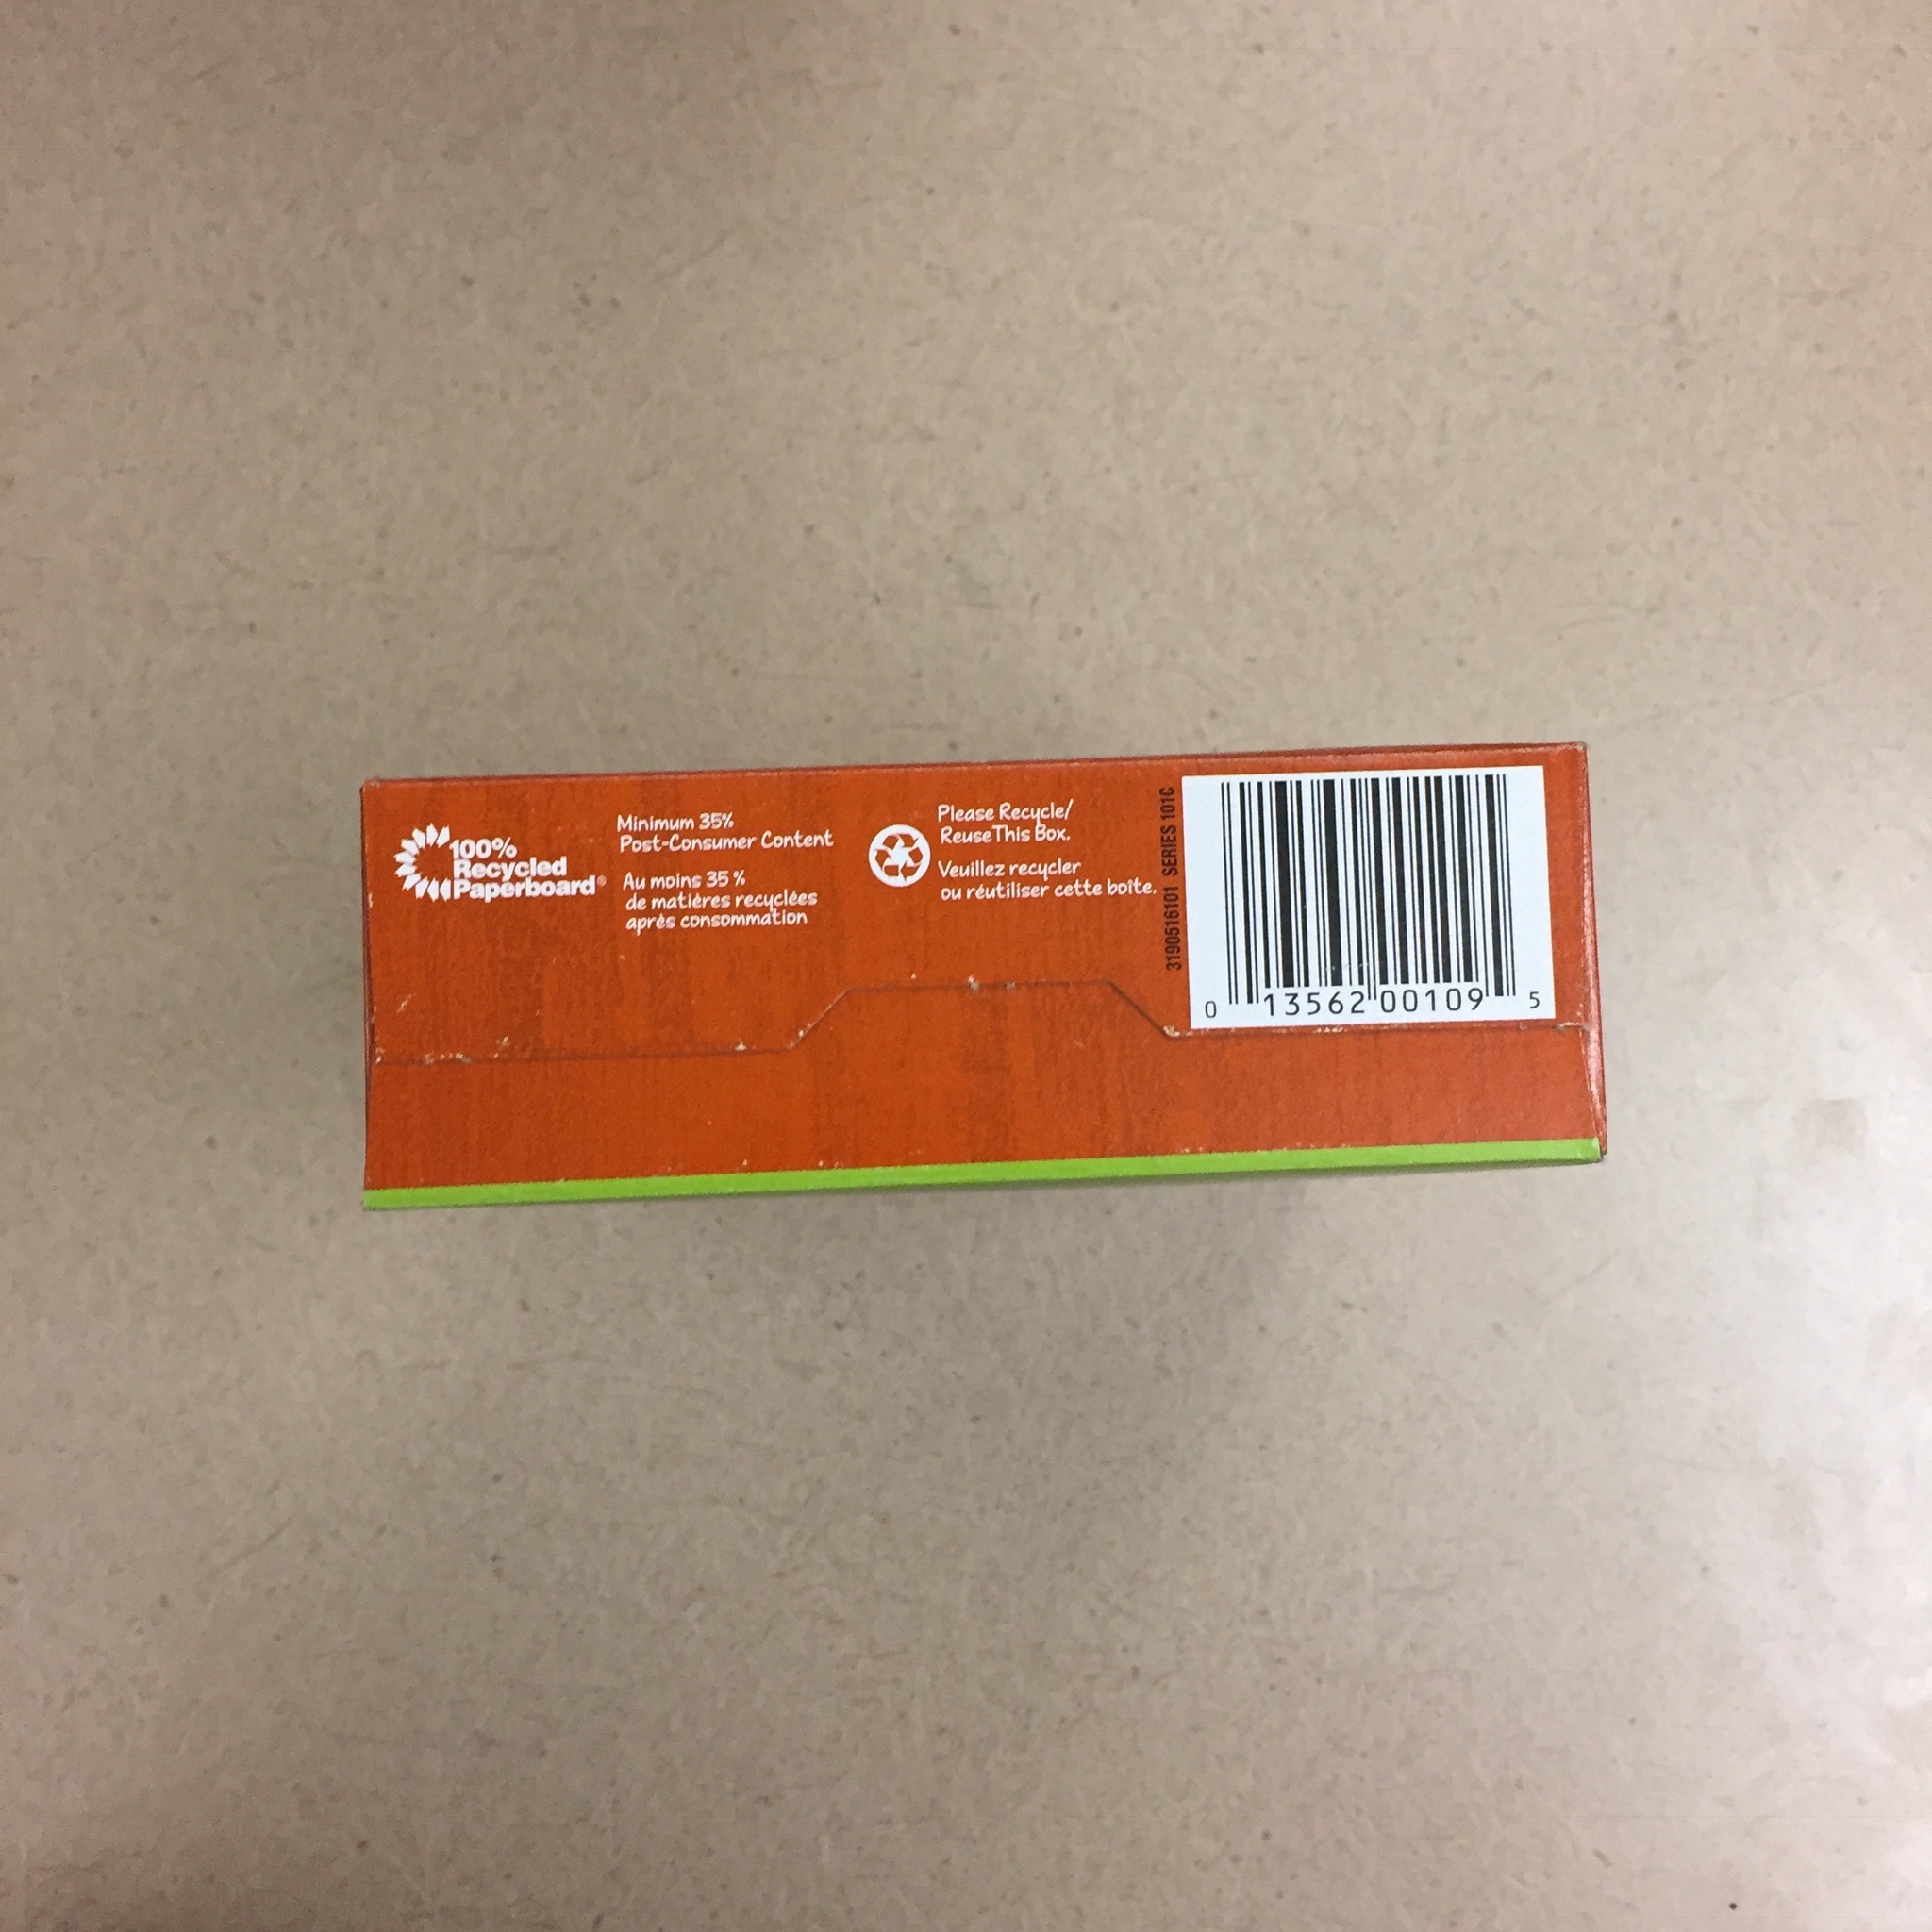 100%
Recycled
Paperboard®
Minimum 35%
Post-Consumer Content
Au moins 35 %
de matières recyclées
après consommation
Please Recycle/
Reuse This Box.
Veuillez recycler
ou réutiliser cette boîte.
3190516101 SERIES 101C
0 13562 00109 5